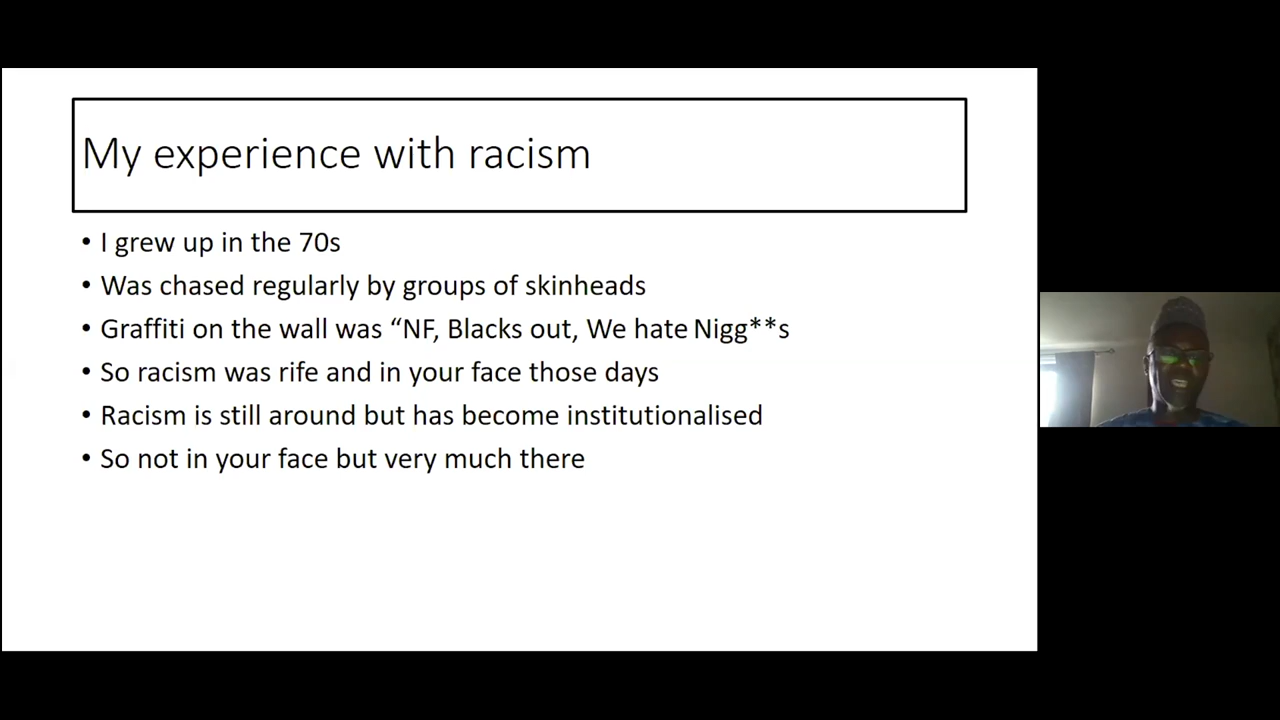 My experience with racism
• I grew up in the 70s
• Was chased regularly by groups of skinheads
• Graffiti on the wall was “NF, Blacks out, We hate Nigg**s
• So racism was rife and in your face those days
• Racism is still around but has become institutionalised
• So not in your face but very much there